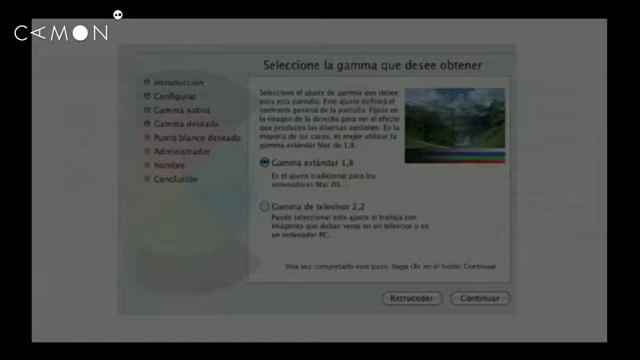 CAMON
Seleccione la gamma que desee obtener
Introducción
Configurar
Gamma nativa
Gamma deseada
Punto blanco deseado
Administrador
Nombre
Conclusión
Seleccione el ajuste de gamma que desee
para esta pantalla. Este ajuste definirá el
contraste general de la pantalla. Fíjese en
la imagen de la derecha para ver el efecto
que producen las diversas opciones. En la
mayoría de los casos, es mejor utilizar la
gamma estándar Mac de 1,8.
Gamma estándar 1,8
Es el ajuste tradicional para los
ordenadores Mac OS.
Gamma de televisor 2,2
Puede seleccionar este ajuste si trabaja con
imágenes que deban verse en un televisor o en
un ordenador PC.
Una vez completado este paso, haga clic en el botón Continuar
Retroceder
Continuar